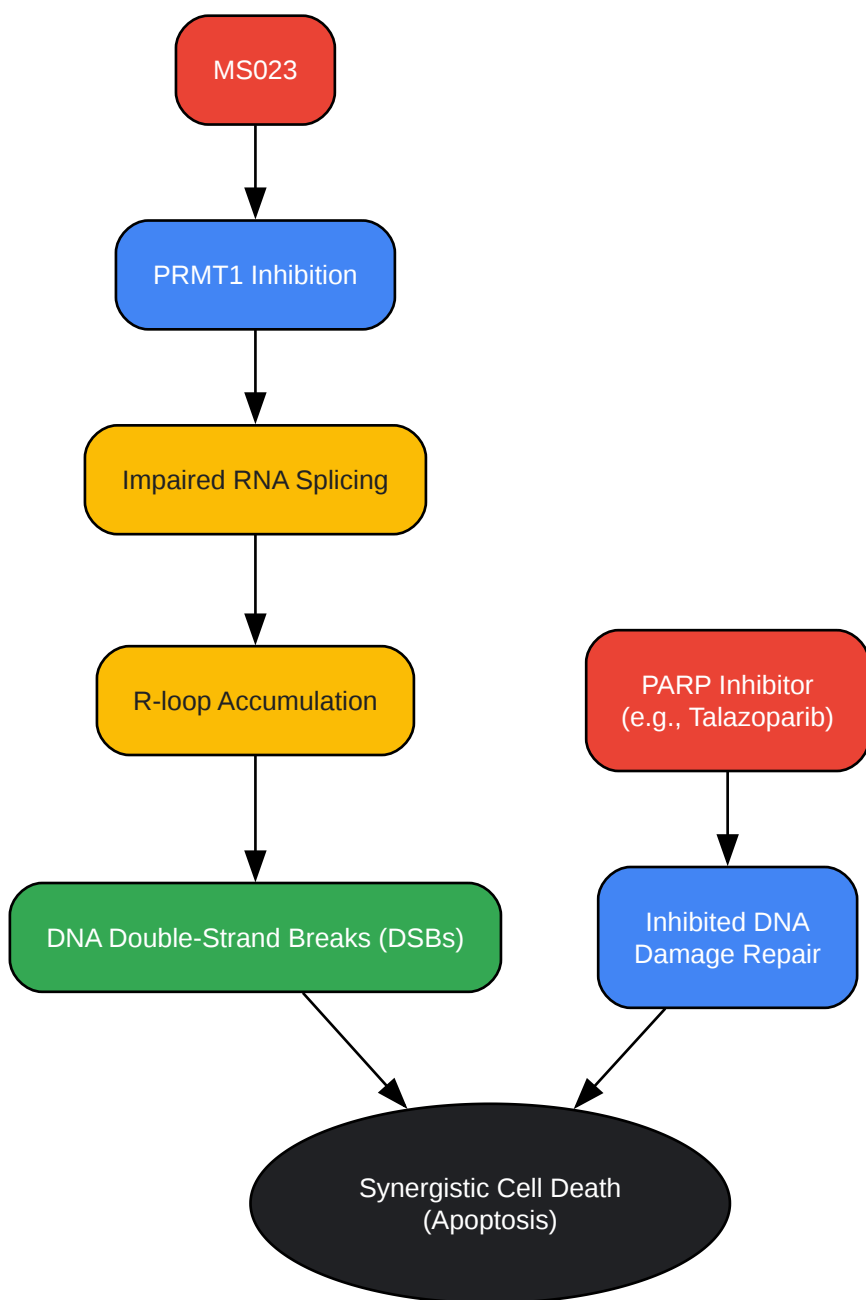 MS023
PRMT1 Inhibition
Impaired RNA Splicing
R-loop Accumulation
PARP Inhibitor
(e.g., Talazoparib)
DNA Double-Strand Breaks (DSBs)
Inhibited DNA
Damage Repair
Synergistic Cell Death
(Apoptosis)